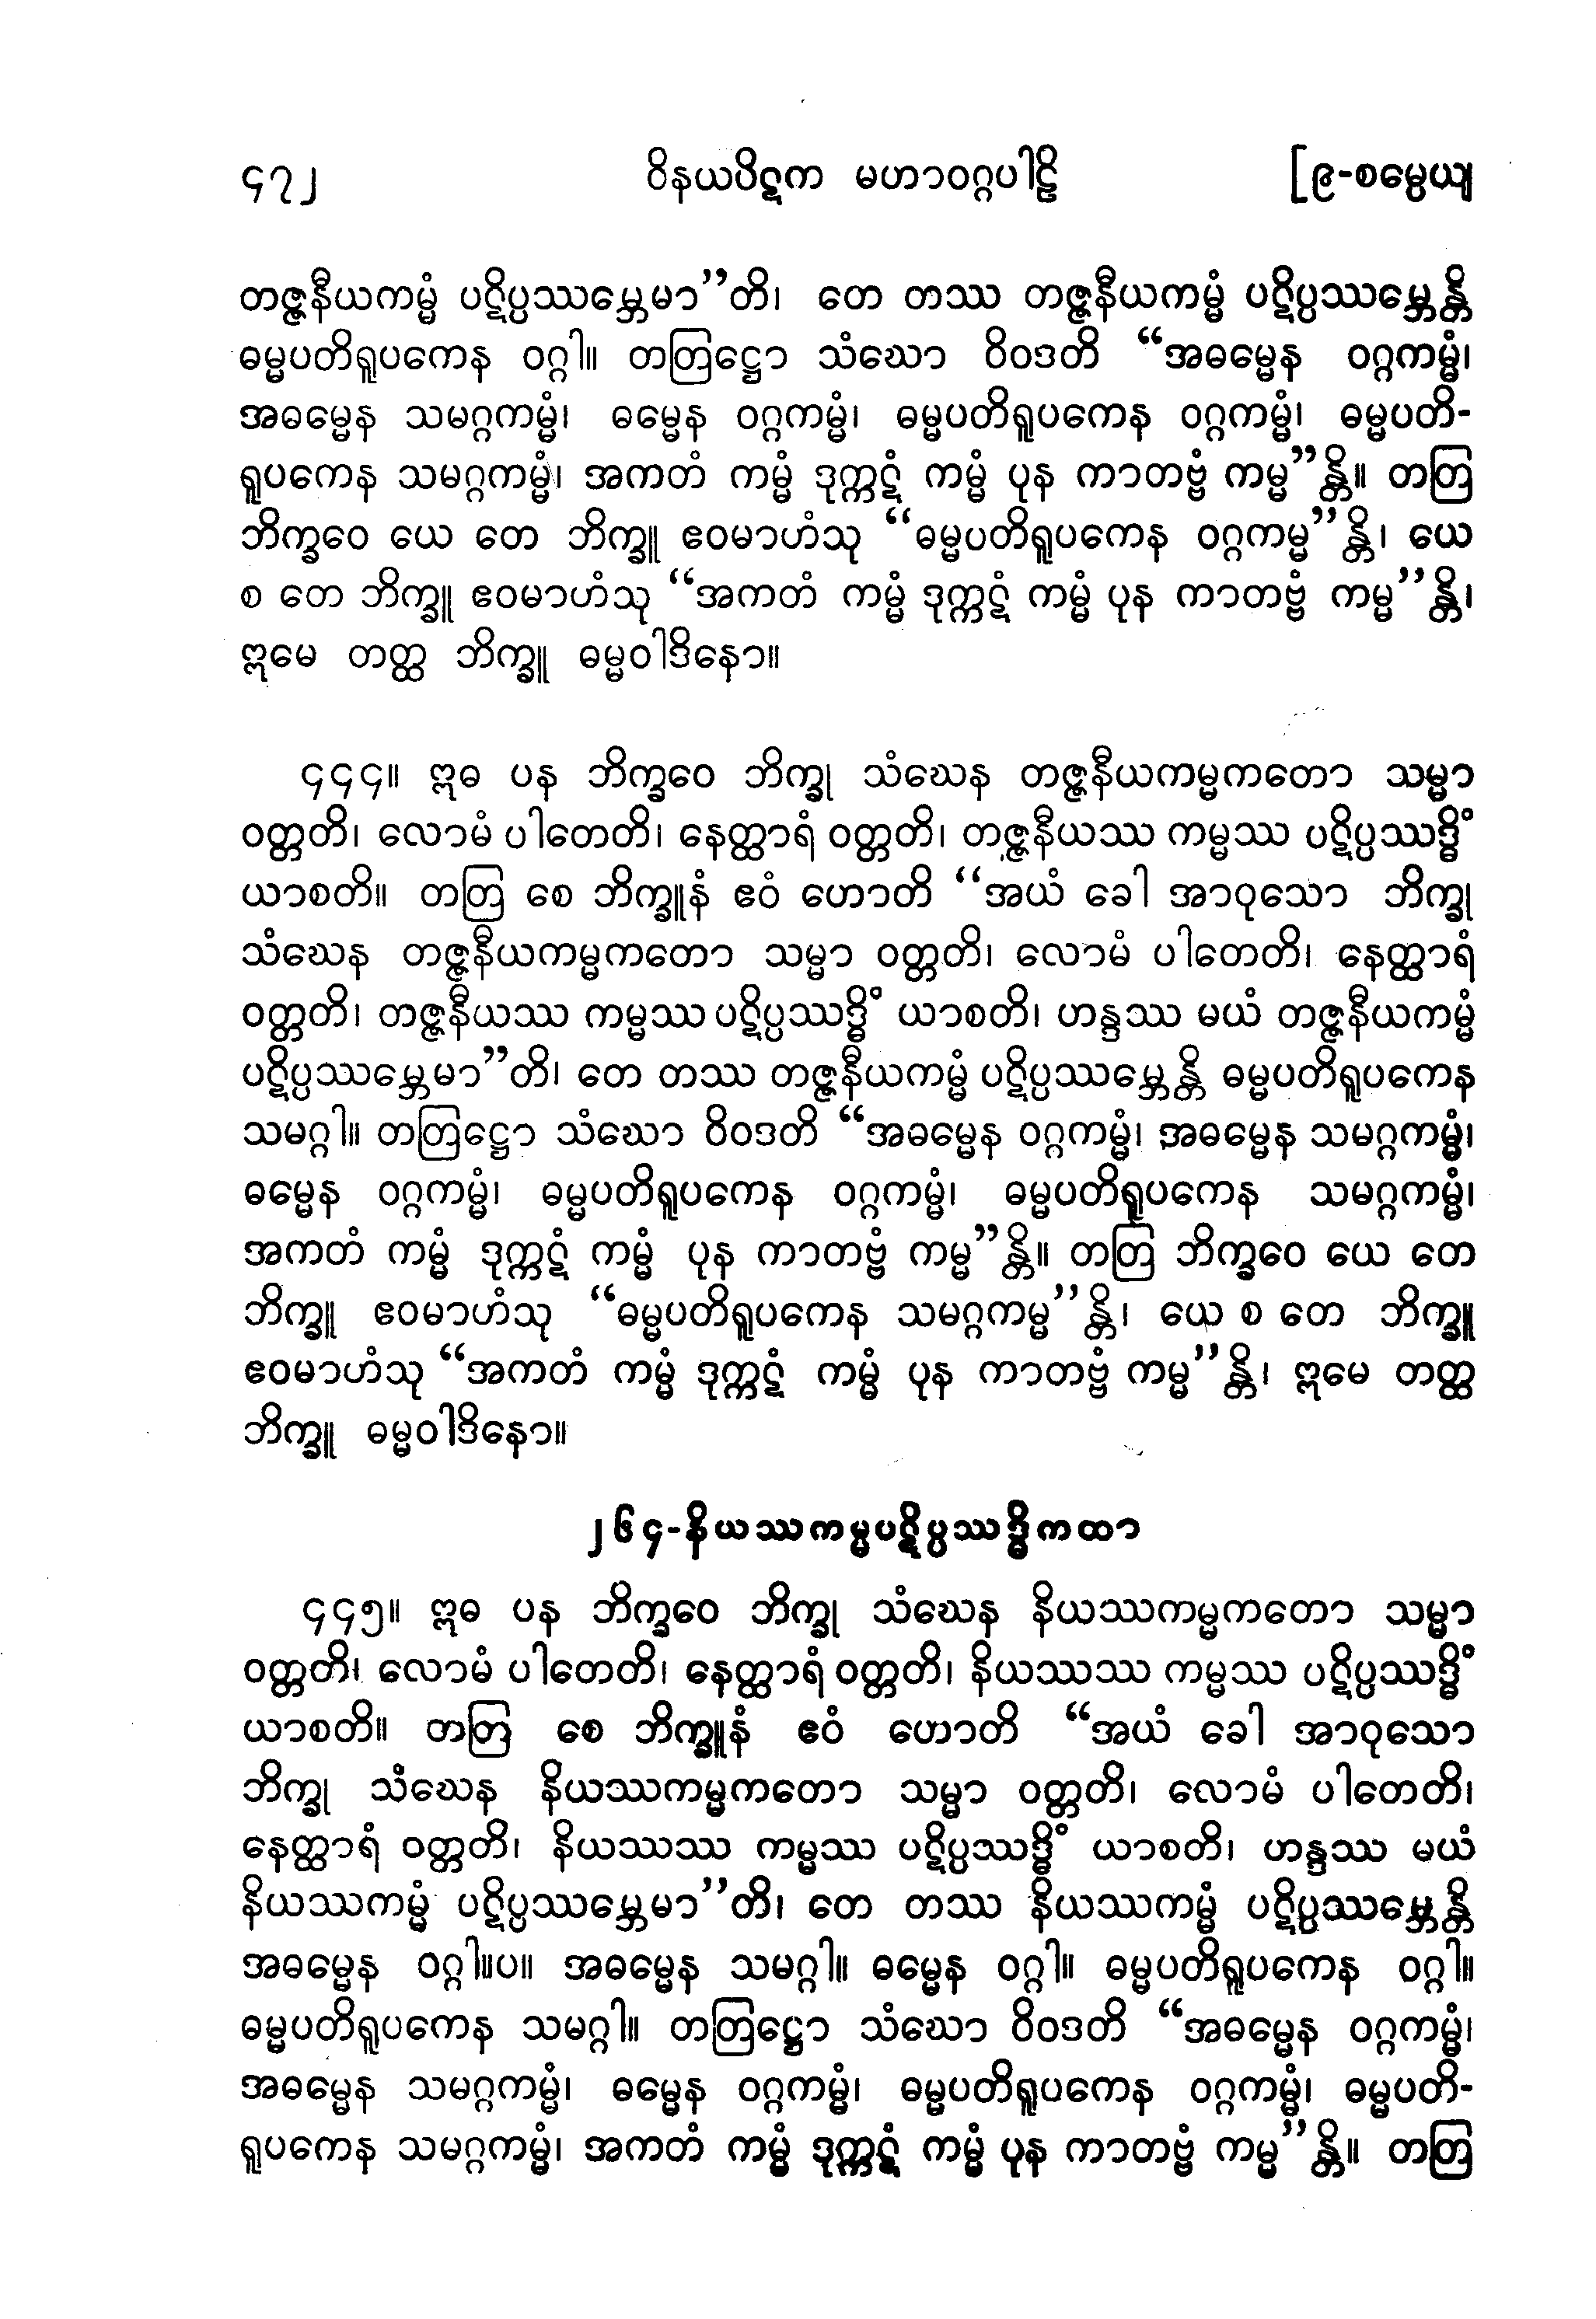 ၄၇၂ ဝိနယပိဋက မဟာဝဂ္ဂပါဠိ [၉-စမ္ပေယျ
တဇ္ဇနီယကမ္မံ ပဋိပ္ပဿမ္ဘေမာ”တိ၊ တေ တဿ တဇ္ဇနီယကမ္မံ ပဋိပ္ပဿမ္ဘေန္တိ
ဓမ္မပတိရူပကေန ဝဂ္ဂါ။ တတြဋ္ဌော သံဃော ဝိဝဒတိ “အဓမ္မေန ဝဂ္ဂကမ္မံ၊
အဓမ္မေန သမဂ္ဂကမ္မံ၊ ဓမ္မေန ဝဂ္ဂကမ္မံ၊ ဓမ္မပတိရူပကေန ဝဂ္ဂကမ္မံ၊ ဓမ္မပတိ-
ရူပကေန သမဂ္ဂကမ္မံ၊ အကတံ ကမ္မံ ဒုက္ကဋံ ကမ္မံ ပုန ကာတဗ္ဗံ ကမ္မ”န္တိ။ တတြ
ဘိက္ခဝေ ယေ တေ ဘိက္ခူ ဧဝမာဟံသု “ဓမ္မပတိရူပကေန ဝဂ္ဂကမ္မ”န္တိ၊ ယေ
စ တေ ဘိက္ခူ ဧဝမာဟံသု “အကတံ ကမ္မံ ဒုက္ကဋံ ကမ္မံ ပုန ကာတဗ္ဗံ ကမ္မ”န္တိ၊
ဣမေ တတ္ထ ဘိက္ခူ ဓမ္မဝါဒိနော။
၄၄၄။ ဣဓ ပန ဘိက္ခဝေ ဘိက္ခု သံဃေန တဇ္ဇနီယကမ္မကတော သမ္မာ
ဝတ္တတိ၊ လောမံ ပါတေတိ၊ နေတ္ထာရံ ဝတ္တတိ၊ တဇ္ဇနီယဿ ကမ္မဿ ပဋိပ္ပဿဒ္ဓိံ
ယာစတိ။ တတြ စေ ဘိက္ခူနံ ဧဝံ ဟောတိ “အယံ ခေါ အာဝုသော ဘိက္ခု
သံဃေန တဇ္ဇနီယကမ္မကတော သမ္မာ ဝတ္တတိ၊ လောမံ ပါတေတိ၊ နေတ္ထာရံ
ဝတ္တတိ၊ တဇ္ဇနီယဿ ကမ္မဿ ပဋိပ္ပဿဒ္ဓိံ ယာစတိ၊ ဟန္ဒဿ မယံ တဇ္ဇနီယကမ္မံ
ပဋိပ္ပဿမ္ဘေမာ”တိ၊ တေ တဿ တဇ္ဇနီယကမ္မံ ပဋိပ္ပဿမ္ဘေန္တိ ဓမ္မပတိရူပကေန
သမဂ္ဂါ။ တတြဋ္ဌော သံဃော ဝိဝဒတိ “အဓမ္မေန ဝဂ္ဂကမ္မံ၊ အဓမ္မေန သမဂ္ဂကမ္မံ၊
ဓမ္မေန ဝဂ္ဂကမ္မံ၊ ဓမ္မပတိရူပကေန ဝဂ္ဂကမ္မံ၊ ဓမ္မပတိရူပကေန သမဂ္ဂကမ္မံ၊
အကတံ ကမ္မံ ဒုက္ကဋံ ကမ္မံ ပုန ကာတဗ္ဗံ ကမ္မ”န္တိ။ တတြ ဘိက္ခဝေ ယေ တေ
ဘိက္ခူ ဧဝမာဟံသု “ဓမ္မပတိရူပကေန သမဂ္ဂကမ္မ”န္တိ၊ ယေ စ တေ ဘိက္ခူ
ဧဝမာဟံသု “အကတံ ကမ္မံ ဒုက္ကဋံ ကမ္မံ ပုန ကာတဗ္ဗံ ကမ္မ”န္တိ၊ ဣမေ တတ္ထ
ဘိက္ခူ ဓမ္မဝါဒိနော။
၂၆၄-နိယဿကမ္မပဋိပ္ပဿဒ္ဓိကထာ
၄၄၅။ ဣဓ ပန ဘိက္ခဝေ ဘိက္ခု သံဃေန နိယဿကမ္မကတော သမ္မာ
ဝတ္တတိ၊ လောမံ ပါတေတိ၊ နေတ္ထာရံ ဝတ္တတိ၊ နိယဿဿ ကမ္မဿ ပဋိပ္ပဿဒ္ဓိံ
ယာစတိ။ တတြ စေ ဘိက္ခူနံ ဧဝံ ဟောတိ “အယံ ခေါ အာဝုသော
ဘိက္ခု သံဃေန နိယဿကမ္မကတော သမ္မာ ဝတ္တတိ၊ လောမံ ပါတေတိ၊
နေတ္ထာရံ ဝတ္တတိ၊ နိယဿဿ ကမ္မဿ ပဋိပ္ပဿဒ္ဓိံ ယာစတိ၊ ဟန္ဒဿ မယံ
နိယဿကမ္မံ ပဋိပ္ပဿမ္ဘေမာ”တိ၊ တေ တဿ နိယဿကမ္မံ ပဋိပ္ပဿမ္ဘေန္တိ
အဓမ္မေန ဝဂ္ဂါ။ပ။ အဓမ္မေန သမဂ္ဂါ။ ဓမ္မေန ဝဂ္ဂါ။ ဓမ္မပတိရူပကေန ဝဂ္ဂါ။
ဓမ္မပတိရူပကေန သမဂ္ဂါ။ တတြဋ္ဌော သံဃော ဝိဝဒတိ “အဓမ္မေန ဝဂ္ဂကမ္မံ၊
အဓမ္မေန သမဂ္ဂကမ္မံ၊ ဓမ္မေန ဝဂ္ဂကမ္မံ၊ ဓမ္မပတိရူပကေန ဝဂ္ဂကမ္မံ၊ ဓမ္မပတိ-
ရူပကေန သမဂ္ဂကမ္မံ၊ အကတံ ကမ္မံ ဒုက္ကဋံ ကမ္မံ ပုန ကာတဗ္ဗံ ကမ္မ”န္တိ။ တတြ